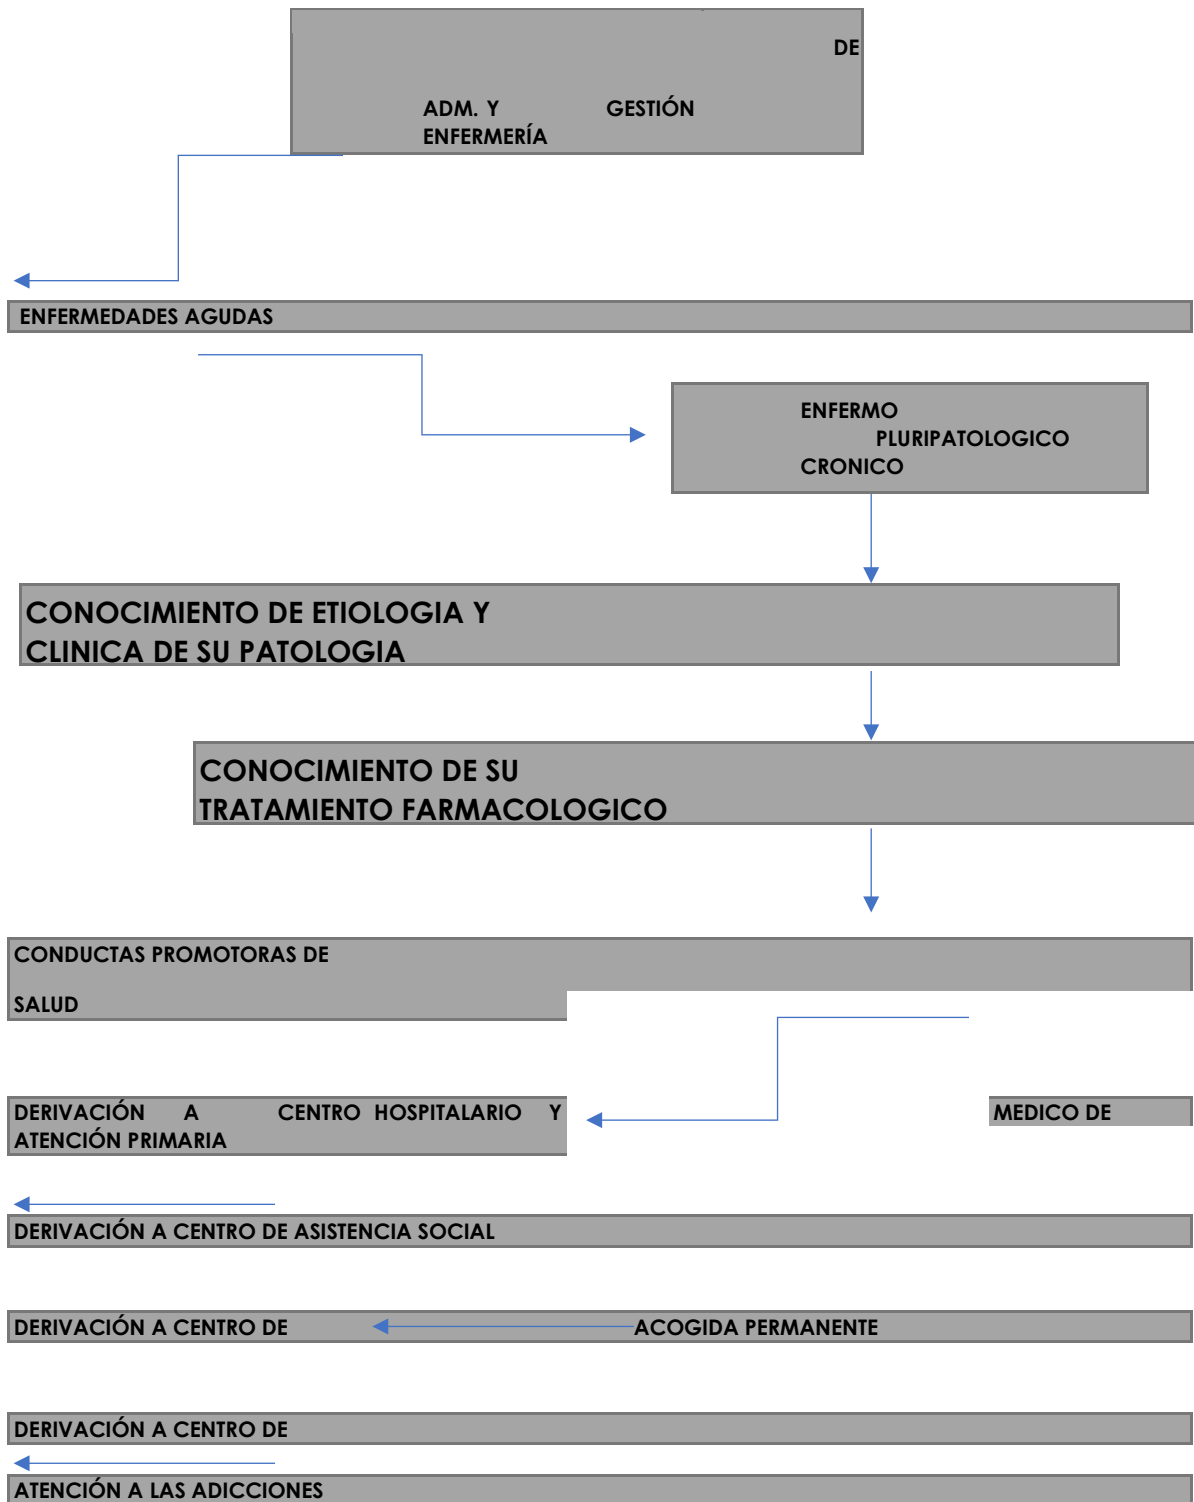 DE
ADM. Y GESTIÓN
ENFERMERÍA
ENFERMEDADES AGUDAS
ENFERMO
PLURIPATOLOGICO
CRONICO
CONOCIMIENTO DE ETIOLOGIA Y
CLINICA DE SU PATOLOGIA
CONOCIMIENTO DE SU
TRATAMIENTO FARMACOLOGICO
CONDUCTAS PROMOTORAS DE
SALUD
DERIVACIÓN A CENTRO HOSPITALARIO Y MEDICO DE
ATENCIÓN PRIMARIA
DERIVACIÓN A CENTRO DE ASISTENCIA SOCIAL
DERIVACIÓN A CENTRO DE ACOGIDA PERMANENTE
DERIVACIÓN A CENTRO DE
ATENCIÓN A LAS ADICCIONES